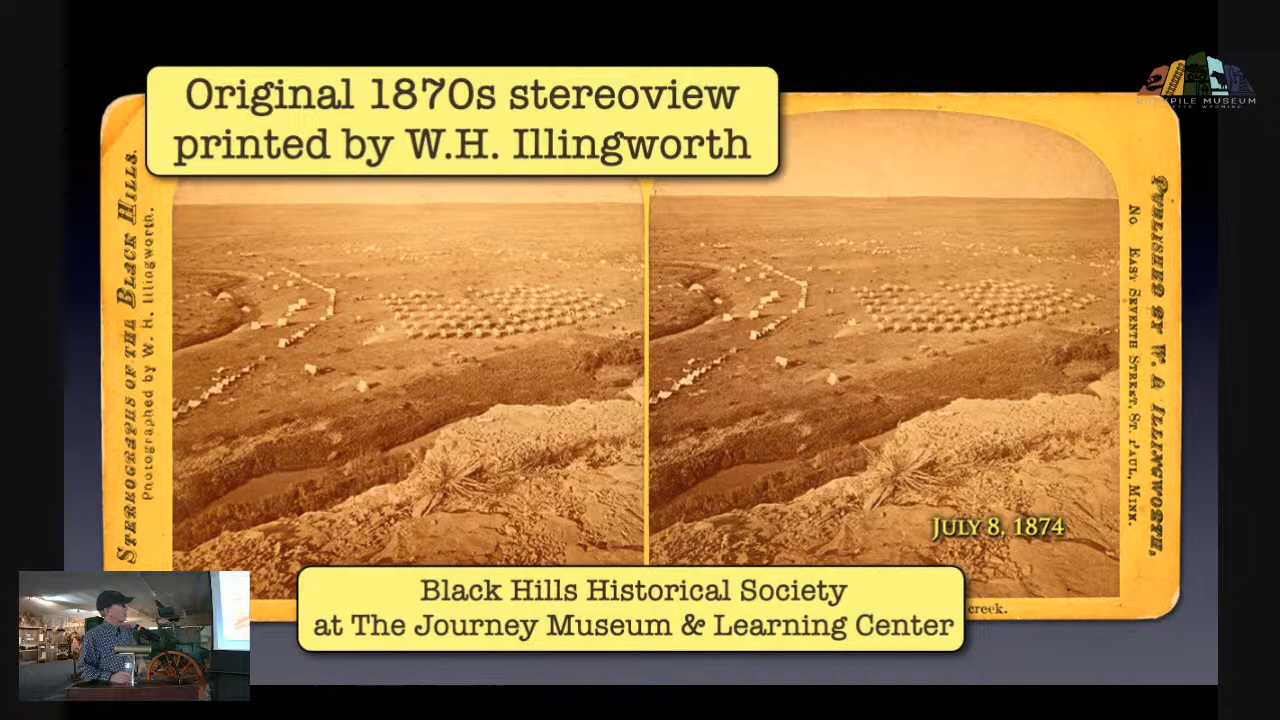 Original 1870s stereoview
printed by W.H. Illingworth
PILE MUSEUM
STEREOGRAPHS OF THE BLACK HILLS.
Photographed by W. H. Illingworth.
PUBLISHED BY W. H. ILLINGWORTH,
No. EAST SEVENTH STREET, ST. PAUL, MINN.
JULY 8, 1874
Black Hills Historical Society
at The Journey Museum & Learning Center
creek.